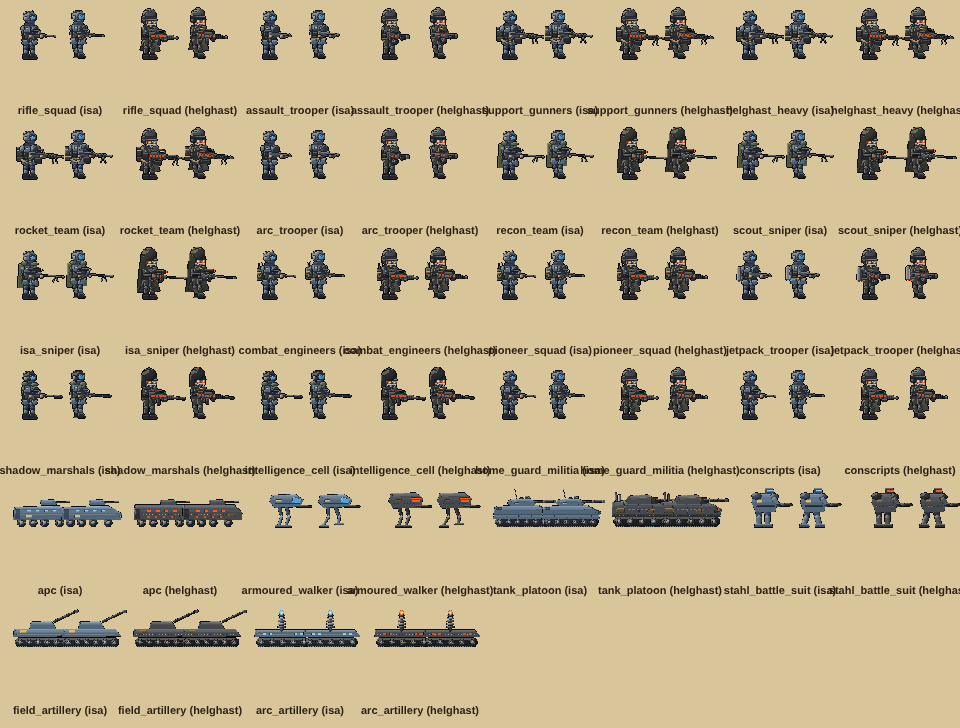 rifle_squad (isa) rifle_squad (helghast) assault_trooper (isa) assault_trooper (helghast) support_gunners (isa) support_gunners (helghast) helghast_heavy (isa) helghast_heavy (helghas
rocket_team (isa) rocket_team (helghast) arc_trooper (isa) arc_trooper (helghast) recon_team (isa) recon_team (helghast) scout_sniper (isa) scout_sniper (helghast)
isa_sniper (isa) isa_sniper (helghast) combat_engineers (isa) combat_engineers (helghast) pioneer_squad (isa) pioneer_squad (helghast) jetpack_trooper (isa) jetpack_trooper (helghas
shadow_marshals (isa) shadow_marshals (helghast) intelligence_cell (isa) intelligence_cell (helghast) home_guard_militia (isa) home_guard_militia (helghast) conscripts (isa) conscripts (helghast)
apc (isa) apc (helghast) armoured_walker (isa) armoured_walker (helghast) tank_platoon (isa) tank_platoon (helghast) stahl_battle_suit (isa) stahl_battle_suit (helghas
field_artillery (isa) field_artillery (helghast) arc_artillery (isa) arc_artillery (helghast)